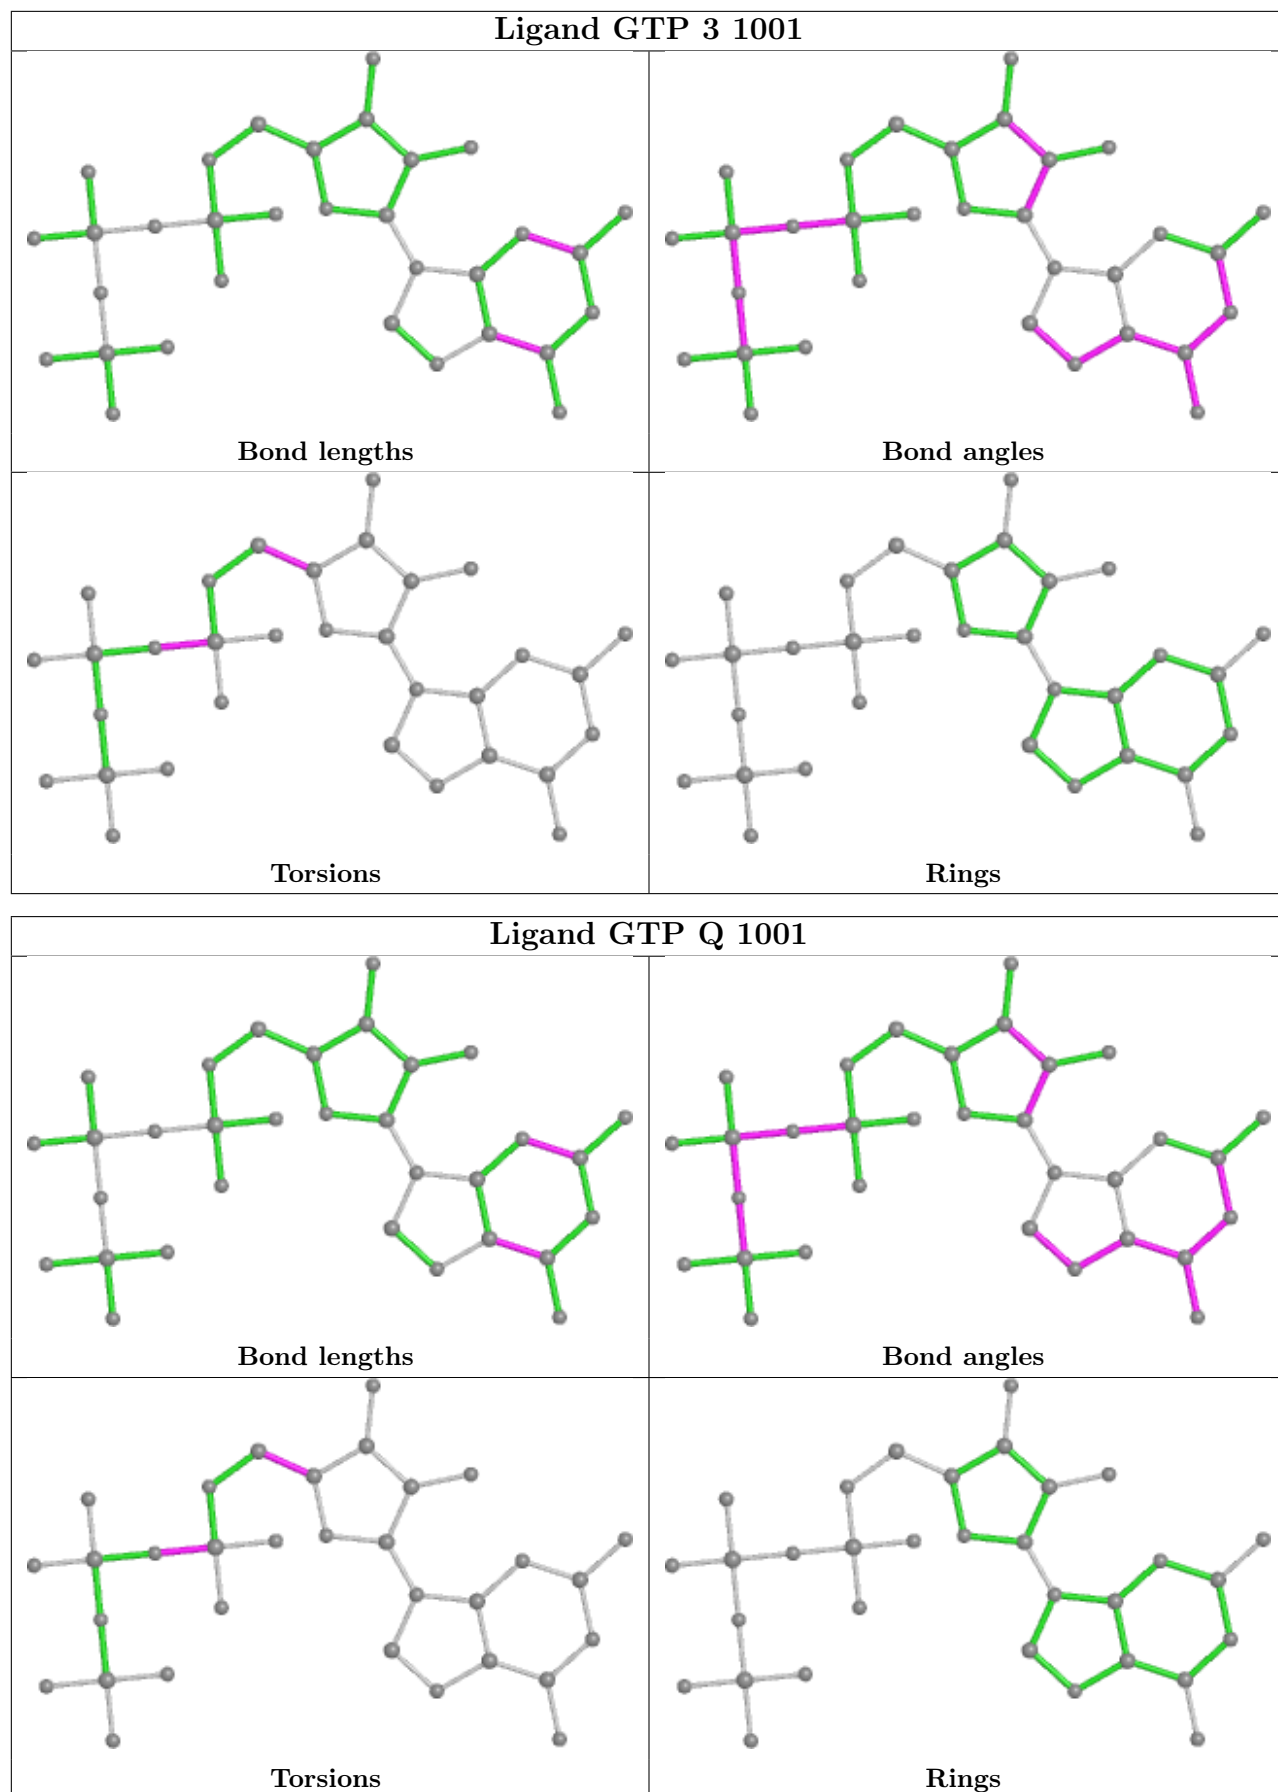 Ligand GTP 3 1001
Bond lengths
Bond angles
Torsions
Rings
Ligand GTP Q 1001
Bond lengths
Bond angles
Torsions
Rings